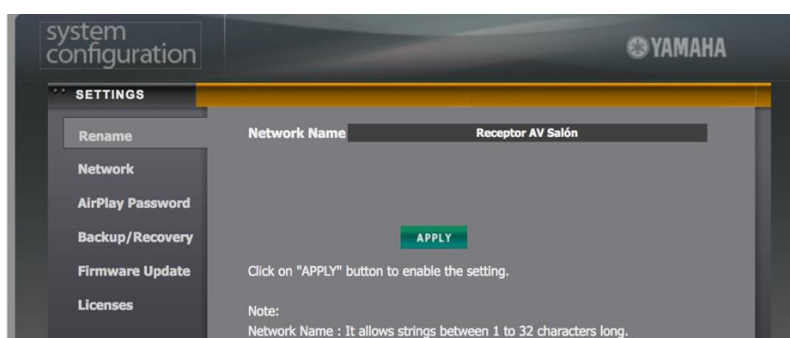 system
configuration
YAMAHA
SETTINGS
Rename
Network
AirPlay Password
Backup/Recovery
Firmware Update
Licenses
Network Name Receptor AV Salón
APPLY
Click on "APPLY" button to enable the setting.
Note:
Network Name : It allows strings between 1 to 32 characters long.